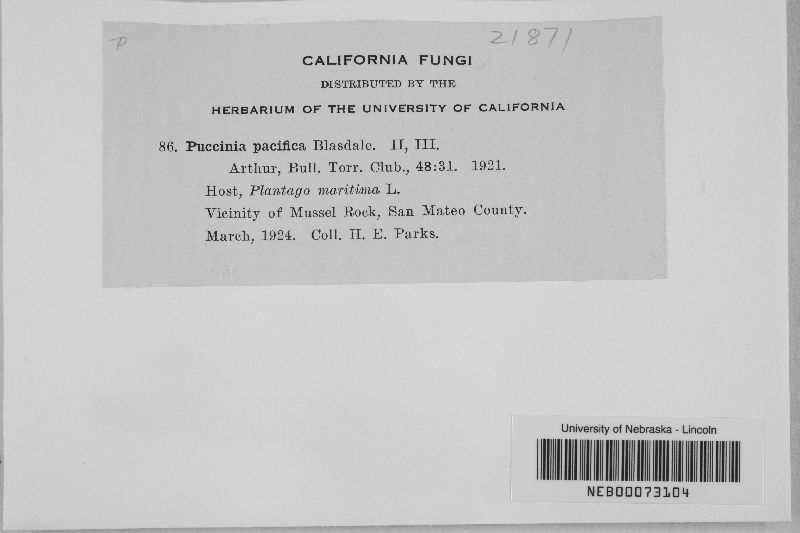 P
21871
CALIFORNIA FUNGI
DISTRIBUTED BY THE
HERBARIUM OF THE UNIVERSITY OF CALIFORNIA
86. Puccinia pacifica Blasdale. II, III.
Arthur, Bull. Torr. Club., 48:31. 1921.
Host, Plantago maritima L.
Vicinity of Mussel Rock, San Mateo County.
March, 1924. Coll. H. E. Parks.
University of Nebraska - Lincoln
NEB00073104